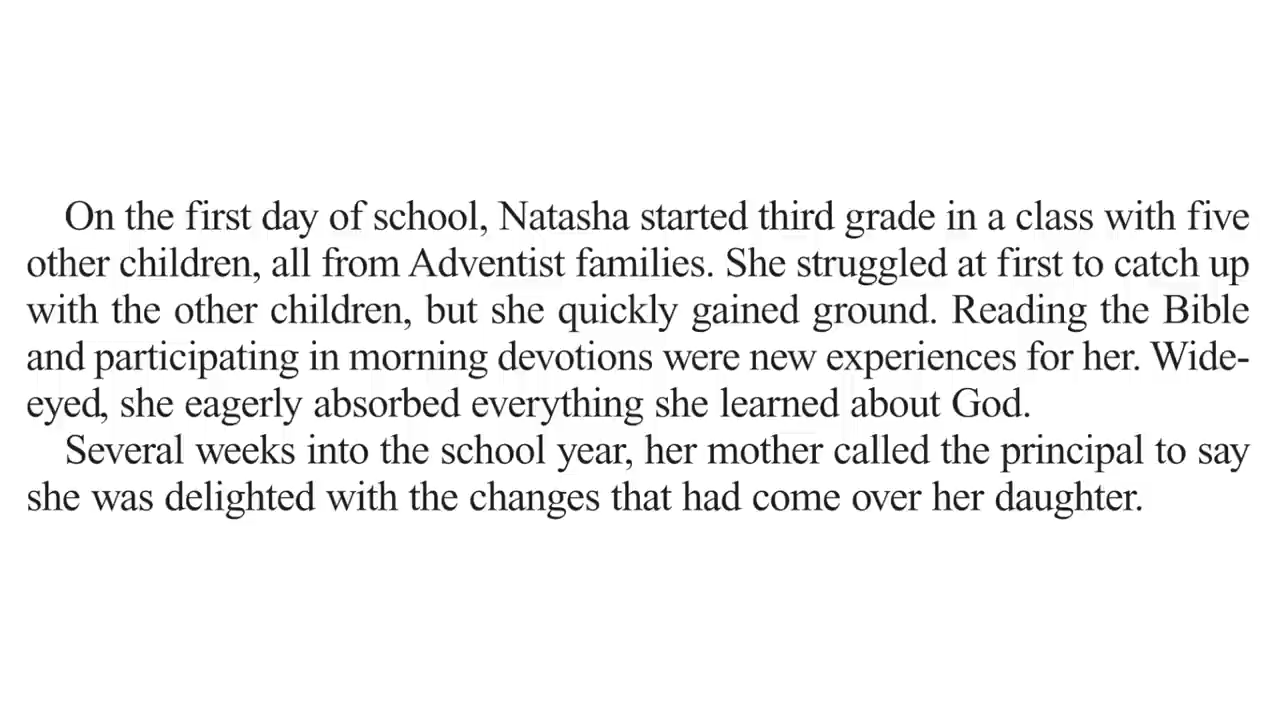 On the first day of school, Natasha started third grade in a class with five
other children, all from Adventist families. She struggled at first to catch up
with the other children, but she quickly gained ground. Reading the Bible
and participating in morning devotions were new experiences for her. Wide-
eyed, she eagerly absorbed everything she learned about God.
Several weeks into the school year, her mother called the principal to say
she was delighted with the changes that had come over her daughter.